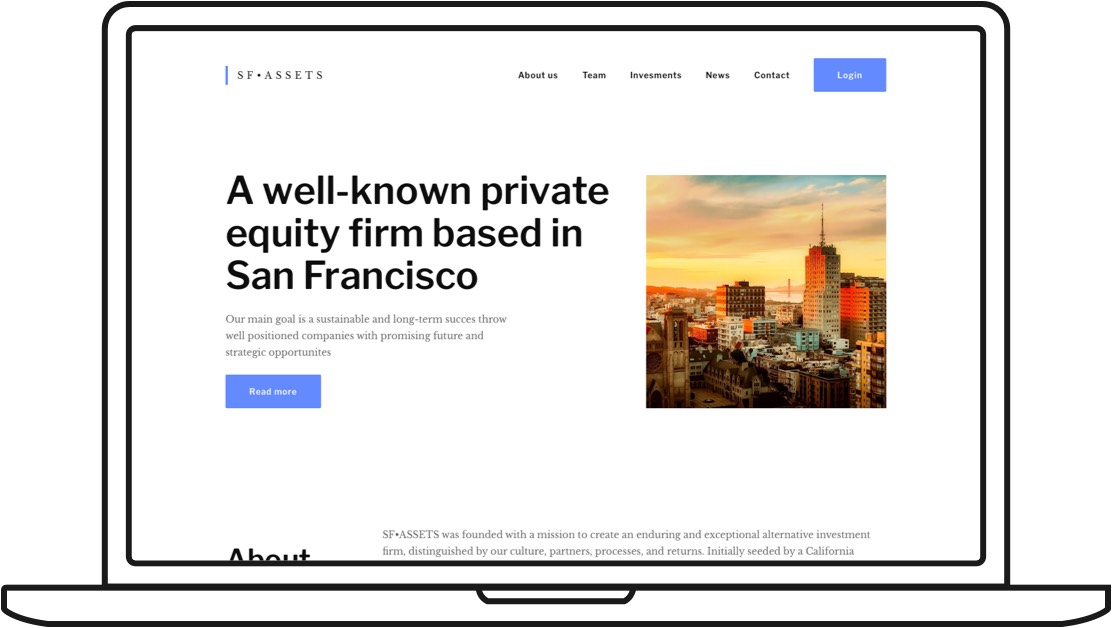 SF•ASSETS
About us Team Invesments News Contact Login
A well-known private
equity firm based in
San Francisco
Our main goal is a sustainable and long-term succes throw
well positioned companies with promising future and
strategic opportunites
Read more
SF•ASSETS was founded with a mission to create an enduring and exceptional alternative investment
About
firm, distinguished by our culture, partners, processes, and returns. Initially seeded by a California